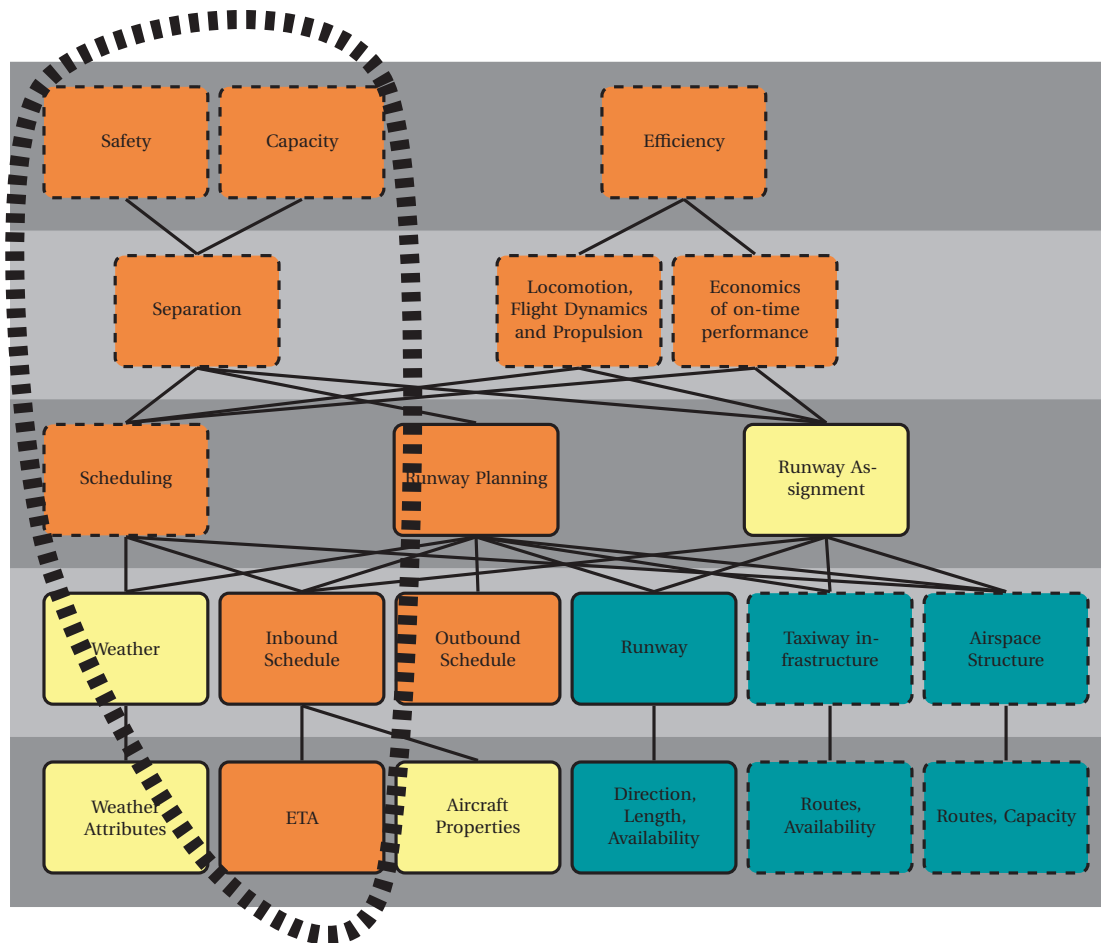 Safety
Capacity
Efficiency
Separation
Locomotion,
Flight Dynamics
and Propulsion
Economics
of on-time
performance
Scheduling
Runway Planning
Runway As-
signment
Weather
Inbound
Schedule
Outbound
Schedule
Runway
Taxiway in-
frastructure
Airspace
Structure
Weather
Attributes
ETA
Aircraft
Properties
Direction,
Length,
Availability
Routes,
Availability
Routes, Capacity